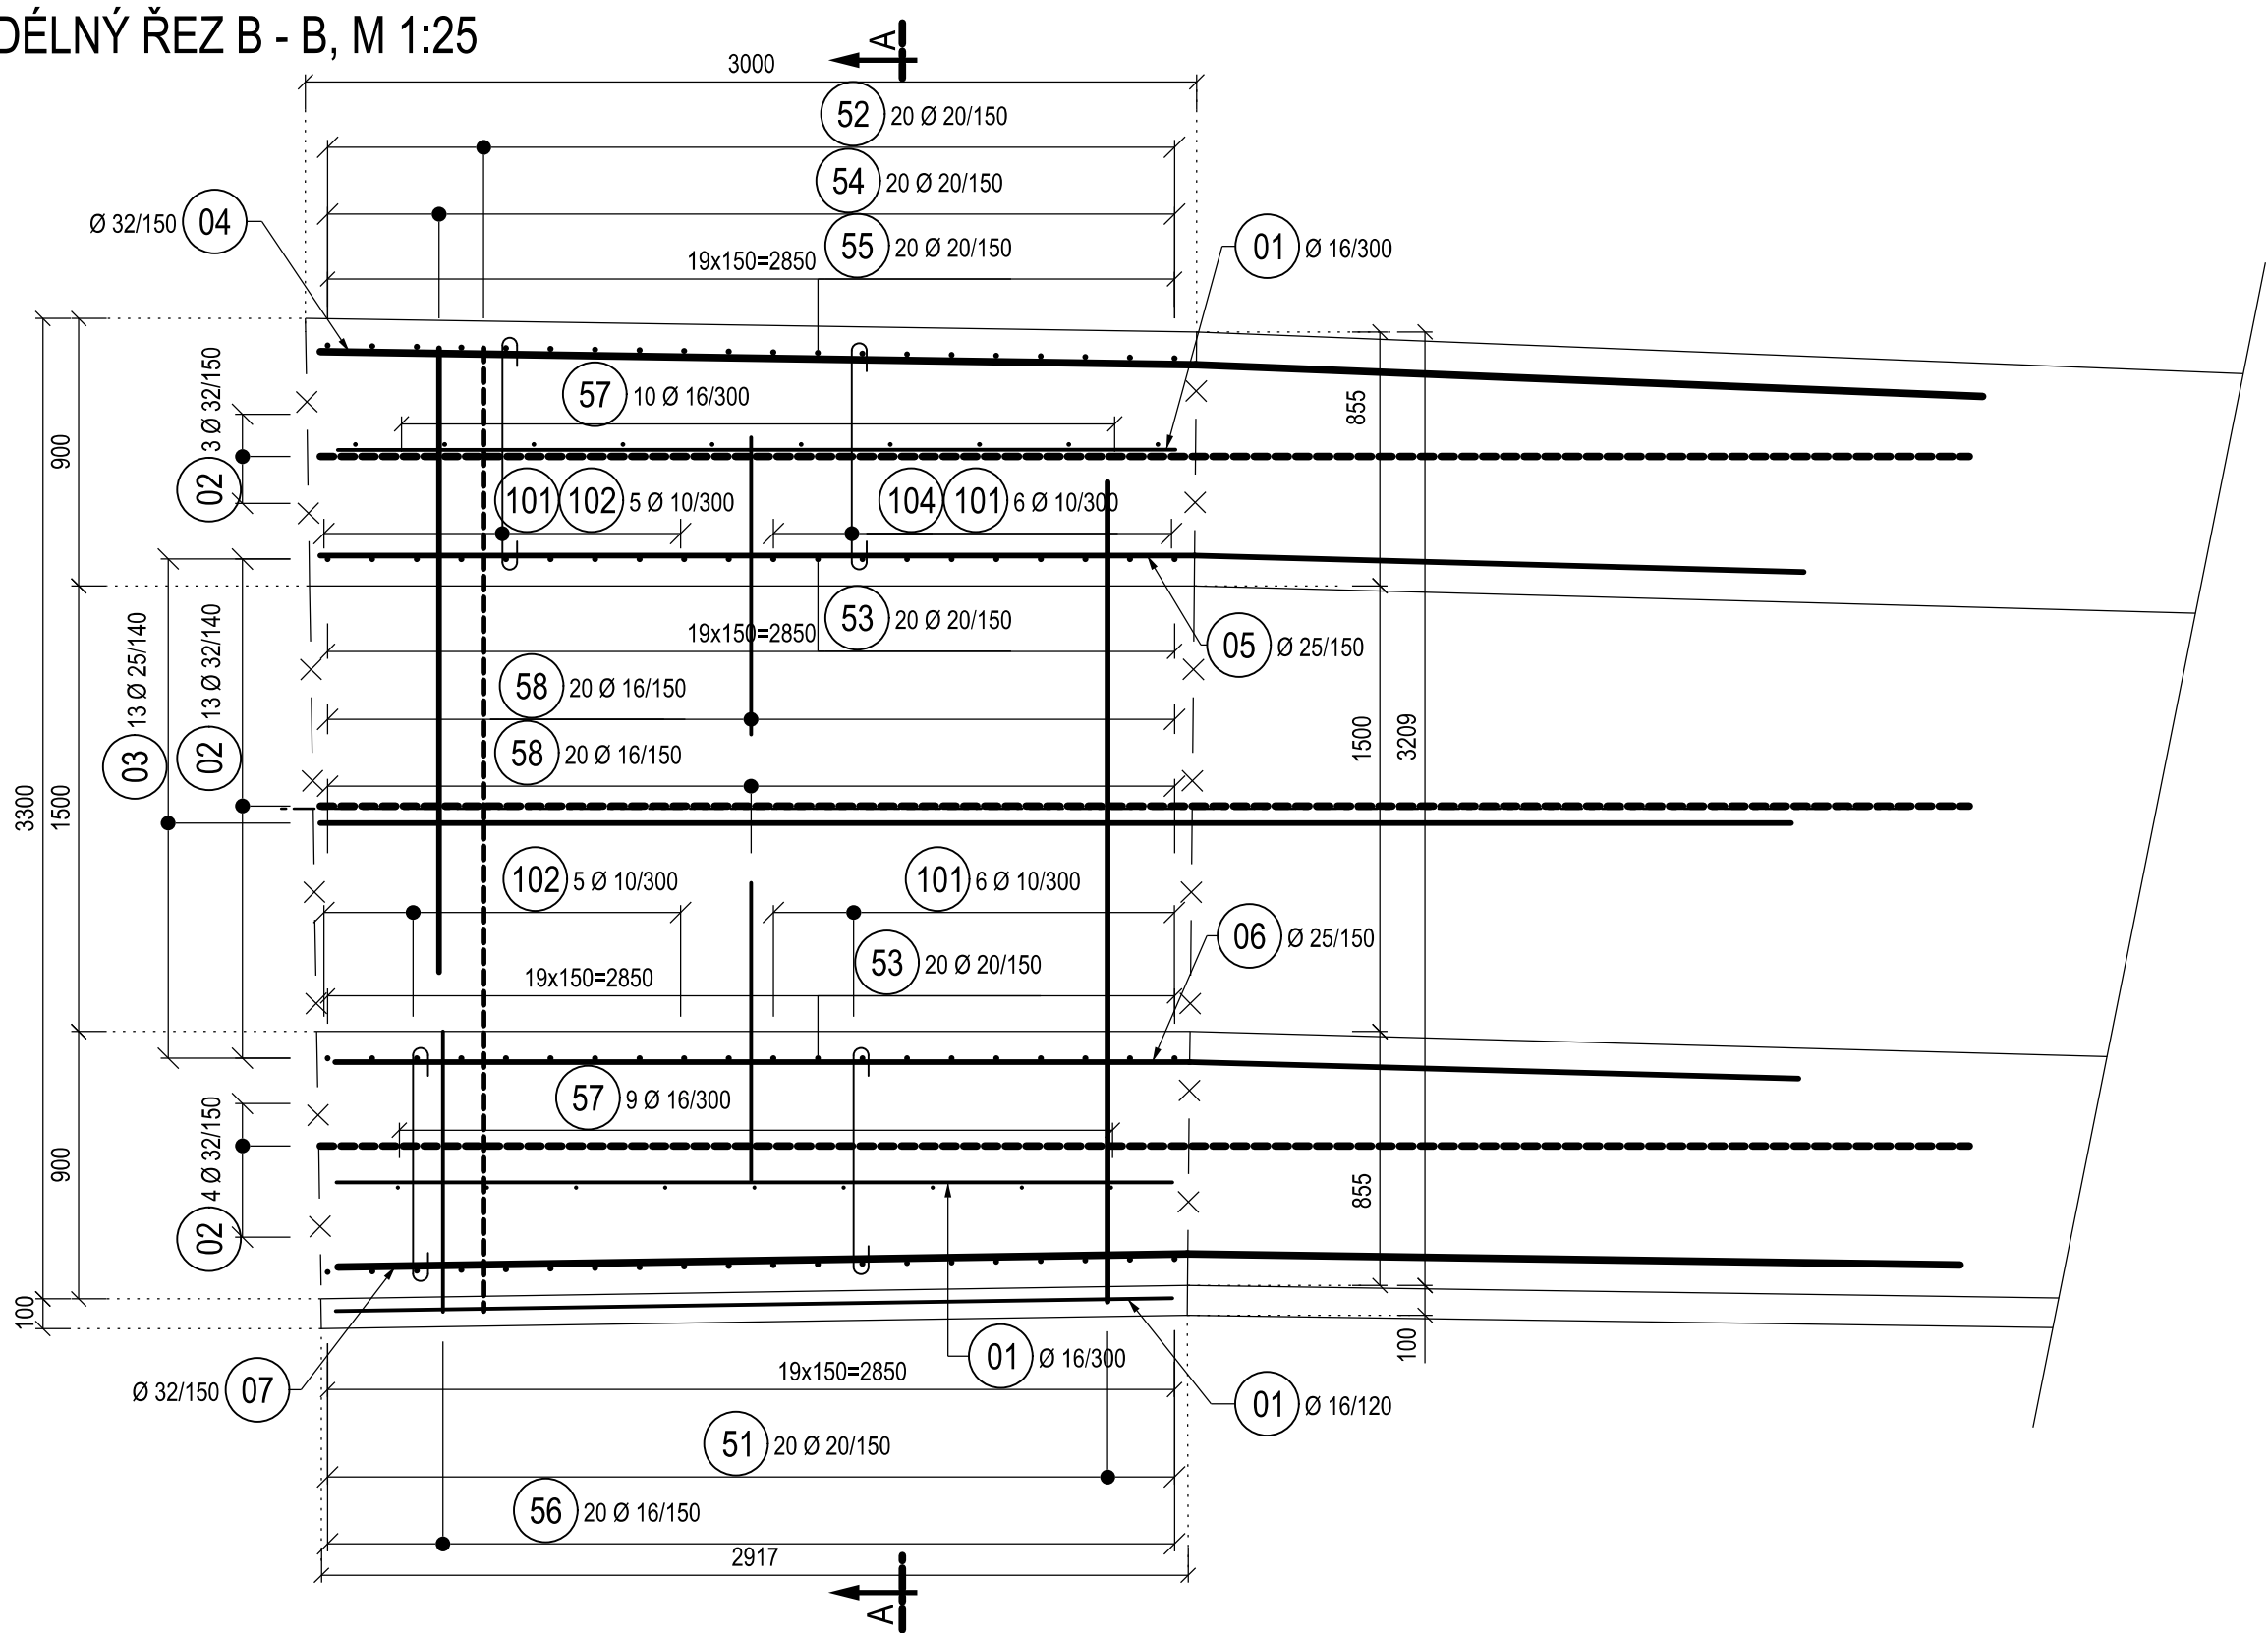 DÉLNÝ ŘEZ B - B, M 1:25
A
3000
52 20 Ø 20/150
54 20 Ø 20/150
Ø 32/150 04
55 20 Ø 20/150
19x150=2850
01 Ø 16/300
02 3 Ø 32/150
57 10 Ø 16/300
855
900
101 102 5 Ø 10/300
104 101 6 Ø 10/300
53 20 Ø 20/150
19x150=2850
05 Ø 25/150
03 13 Ø 25/140
02 13 Ø 32/140
58 20 Ø 16/150
58 20 Ø 16/150
1500
3209
3300
1500
102 5 Ø 10/300
101 6 Ø 10/300
06 Ø 25/150
53 20 Ø 20/150
19x150=2850
57 9 Ø 16/300
02 4 Ø 32/150
900
855
100
100
01 Ø 16/300
19x150=2850
Ø 32/150 07
01 Ø 16/120
51 20 Ø 20/150
56 20 Ø 16/150
2917
A